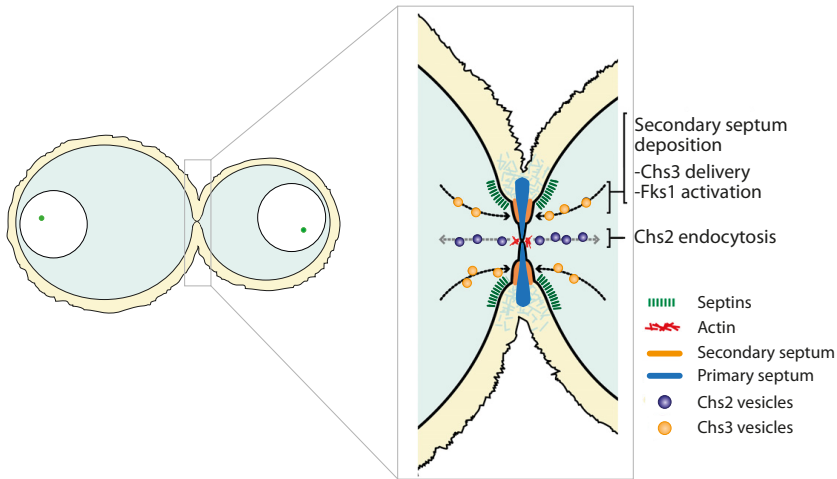 Secondary septum
deposition
-Chs3 delivery
-Fks1 activation
Chs2 endocytosis
Septins
Actin
Secondary septum
Primary septum
Chs2 vesicles
Chs3 vesicles